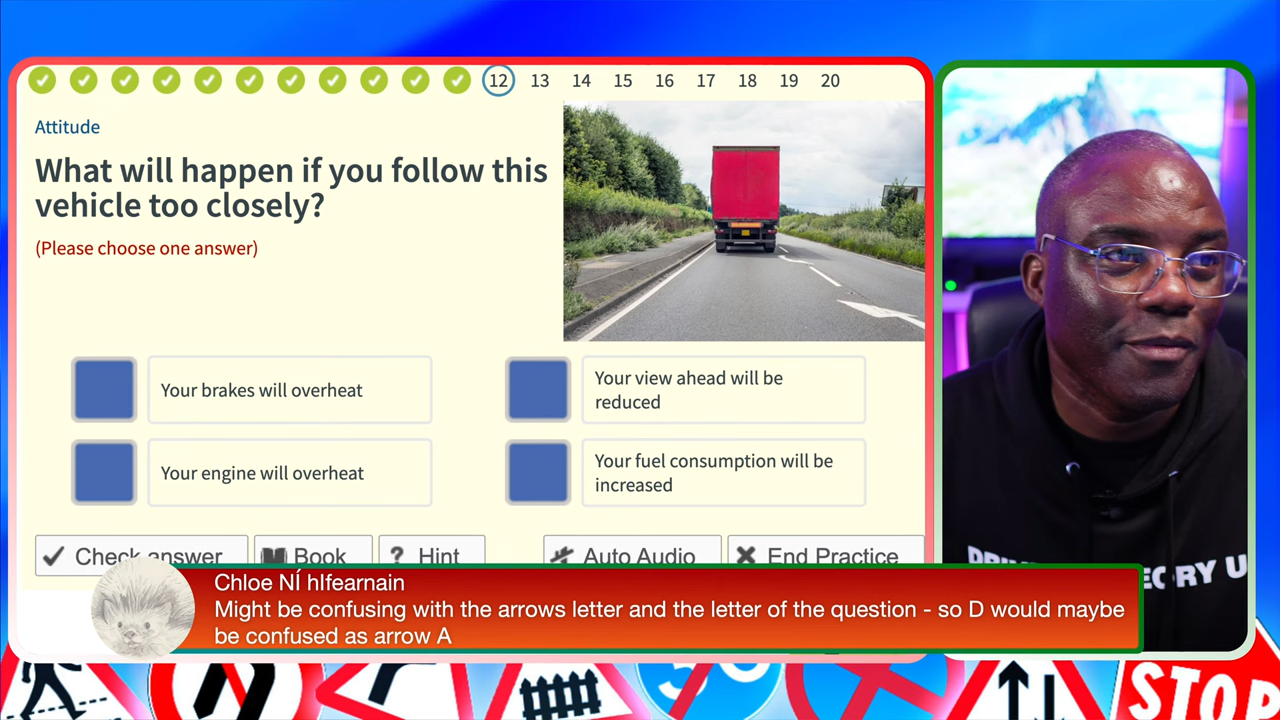 12 13 14 15 16 17 18 19 20
Attitude
What will happen if you follow this
vehicle too closely?
(Please choose one answer)
Your brakes will overheat
Your view ahead will be
reduced
Your engine will overheat
Your fuel consumption will be
increased
Check answer
Book
? Hint
Auto Audio
End Practice
Chloe NÍ hIfearnain
Might be confusing with the arrows letter and the letter of the question - so D would maybe
be confused as arrow A
STOP